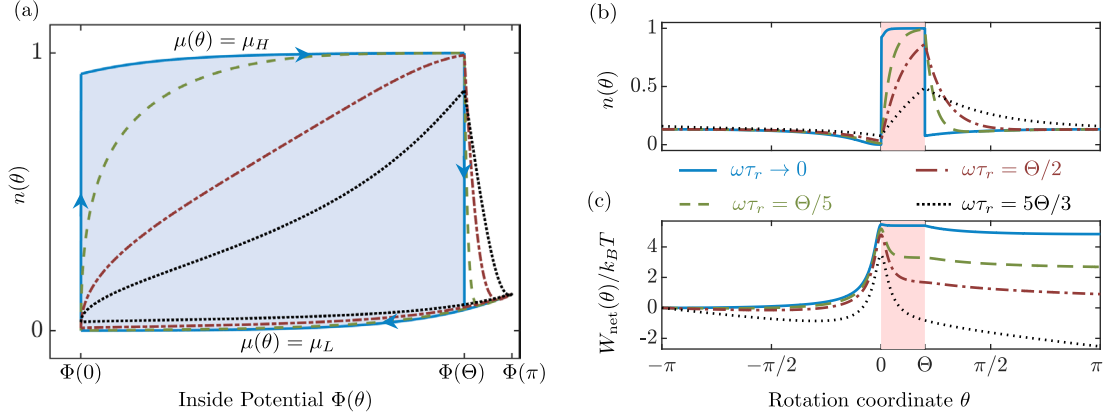 (a)
μ(θ) = μ_H
1
n(θ)
0
μ(θ) = μ_L
Φ(0)
Φ(Θ)
Φ(π)
Inside Potential Φ(θ)
(b)
1
0.5
0
n(θ)
ωτ_r → 0
ωτ_r = Θ/2
ωτ_r = Θ/5
ωτ_r = 5Θ/3
(c)
4
2
0
-2
W_net(θ)/k_BT
−π
−π/2
0
Θ
π/2
π
Rotation coordinate θ